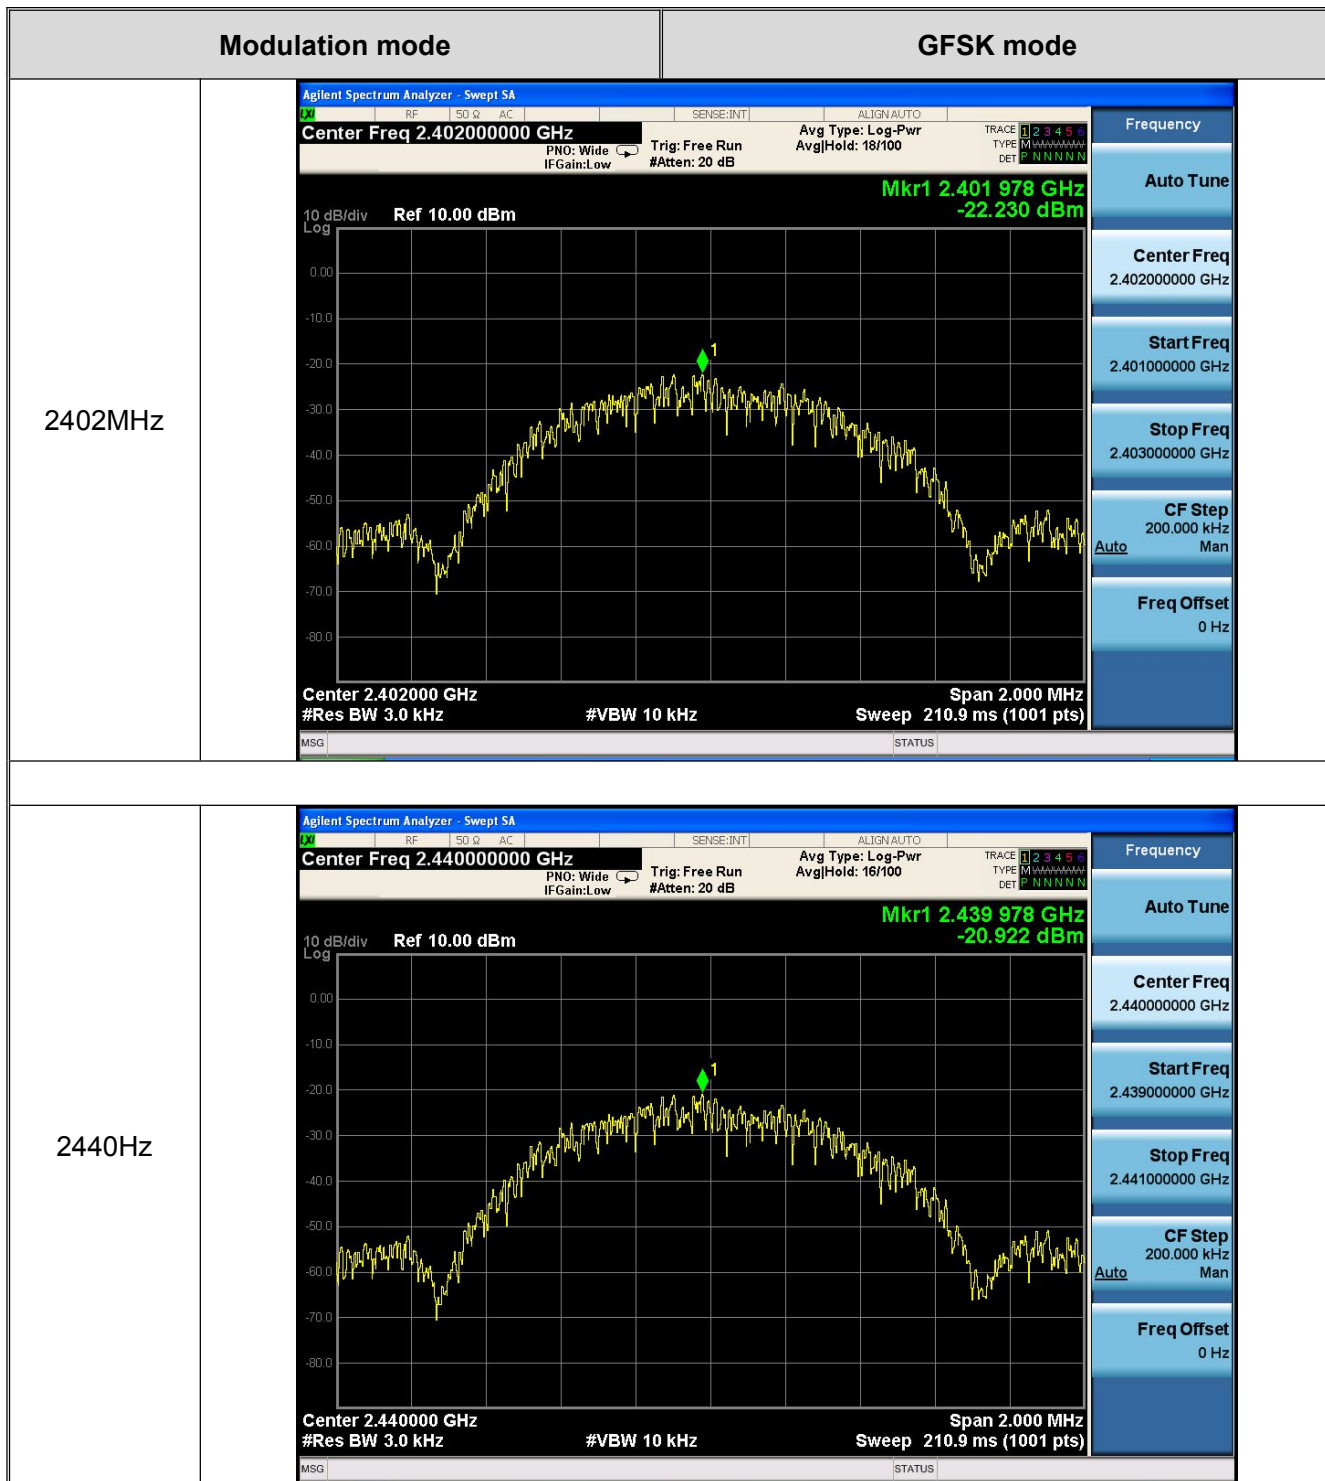 Modulation mode GFSK mode
2402MHz
Agilent Spectrum Analyzer - Swept SA
LXI RF 50 Ω AC SENSE:INT ALIGN AUTO
Center Freq 2.402000000 GHz
PNO: Wide
IFGain:Low
Trig: Free Run
#Atten: 20 dB
Avg Type: Log-Pwr
Avg|Hold: 18/100
TRACE 1 2 3 4 5 6
TYPE M WWWWW
DET P N N N N N
Mkr1 2.401 978 GHz
-22.230 dBm
10 dB/div Ref 10.00 dBm
Log
0.00
-10.0
-20.0
-30.0
-40.0
-50.0
-60.0
-70.0
-80.0
1
Center 2.402000 GHz Span 2.000 MHz
#Res BW 3.0 kHz #VBW 10 kHz Sweep 210.9 ms (1001 pts)
MSG STATUS
Frequency
Auto Tune
Center Freq
2.402000000 GHz
Start Freq
2.401000000 GHz
Stop Freq
2.403000000 GHz
CF Step
200.000 kHz
Auto Man
Freq Offset
0 Hz
2440Hz
Agilent Spectrum Analyzer - Swept SA
LXI RF 50 Ω AC SENSE:INT ALIGN AUTO
Center Freq 2.440000000 GHz
PNO: Wide
IFGain:Low
Trig: Free Run
#Atten: 20 dB
Avg Type: Log-Pwr
Avg|Hold: 16/100
TRACE 1 2 3 4 5 6
TYPE M WWWWW
DET P N N N N N
Mkr1 2.439 978 GHz
-20.922 dBm
10 dB/div Ref 10.00 dBm
Log
0.00
-10.0
-20.0
-30.0
-40.0
-50.0
-60.0
-70.0
-80.0
1
Center 2.440000 GHz Span 2.000 MHz
#Res BW 3.0 kHz #VBW 10 kHz Sweep 210.9 ms (1001 pts)
MSG STATUS
Frequency
Auto Tune
Center Freq
2.440000000 GHz
Start Freq
2.439000000 GHz
Stop Freq
2.441000000 GHz
CF Step
200.000 kHz
Auto Man
Freq Offset
0 Hz